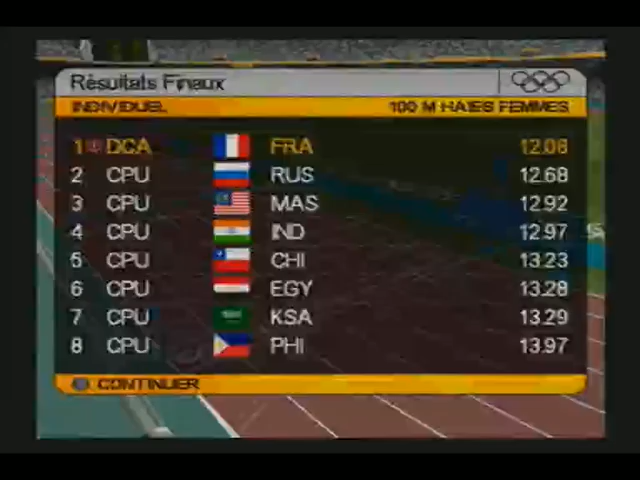 Résultats Finaux
INDIVIDUEL 100 M HAIES FEMMES
1 DCA FRA 12.06
2 CPU RUS 12.68
3 CPU MAS 12.92
4 CPU IND 12.97
5 CPU CHI 13.23
6 CPU EGY 13.28
7 CPU KSA 13.29
8 CPU PHI 13.97
CONTINUER